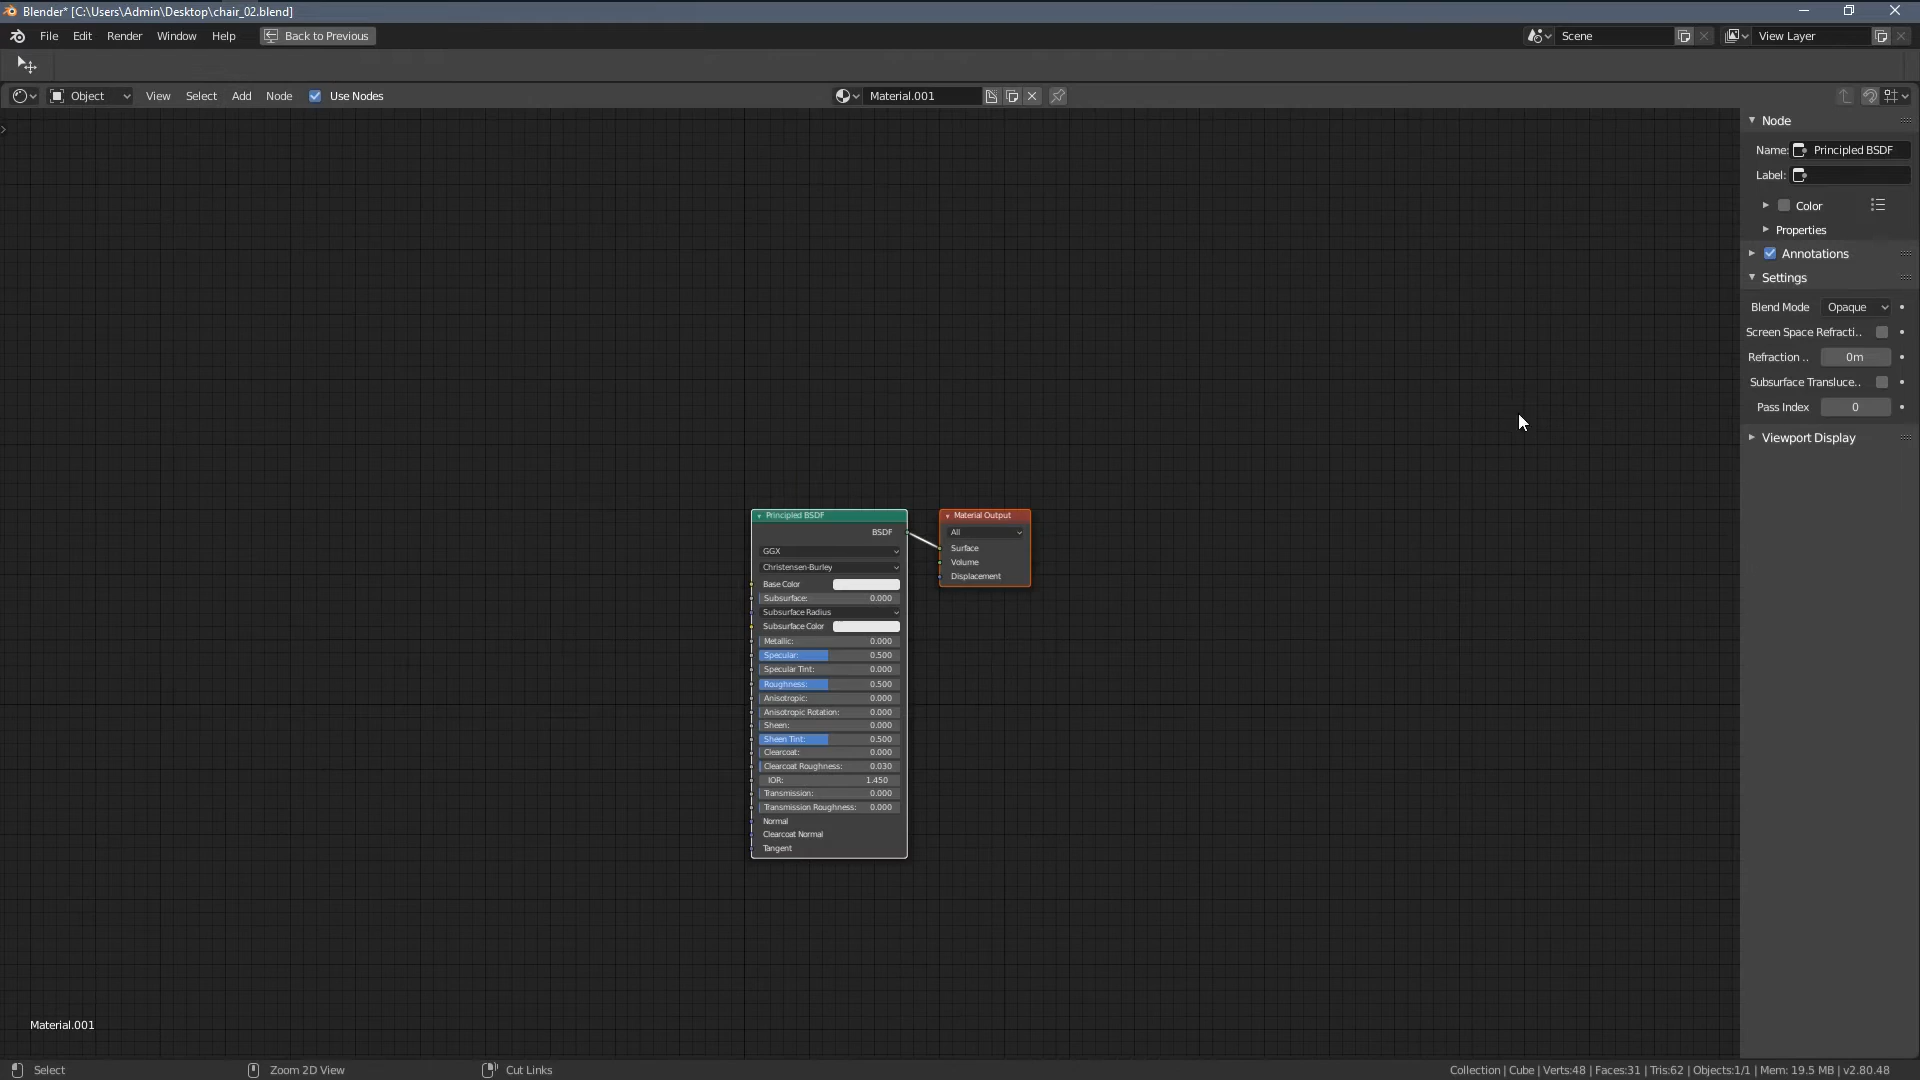 Blender* [C:\Users\Admin\Desktop\chair_02.blend]
File Edit Render Window Help Back to Previous Scene View Layer
Object View Select Add Node Use Nodes Material.001
Node
Name: Principled BSDF
Label:
Color
Properties
Annotations
Settings
Blend Mode Opaque
Screen Space Refracti..
Refraction .. 0m
Subsurface Transluce..
Pass Index 0
Viewport Display
Principled BSDF
BSDF
GGX
Christensen-Burley
Base Color
Subsurface: 0.000
Subsurface Radius
Subsurface Color
Metallic: 0.000
Specular: 0.500
Specular Tint: 0.000
Roughness: 0.500
Anisotropic: 0.000
Anisotropic Rotation: 0.000
Sheen: 0.000
Sheen Tint: 0.500
Clearcoat: 0.000
Clearcoat Roughness: 0.030
IOR: 1.450
Transmission: 0.000
Transmission Roughness: 0.000
Normal
Clearcoat Normal
Tangent
Material Output
All
Surface
Volume
Displacement
Material.001
Select Zoom 2D View Cut Links Collection | Cube | Verts:48 | Faces:31 | Tris:62 | Objects:1/1 | Mem: 19.5 MB | v2.80.48